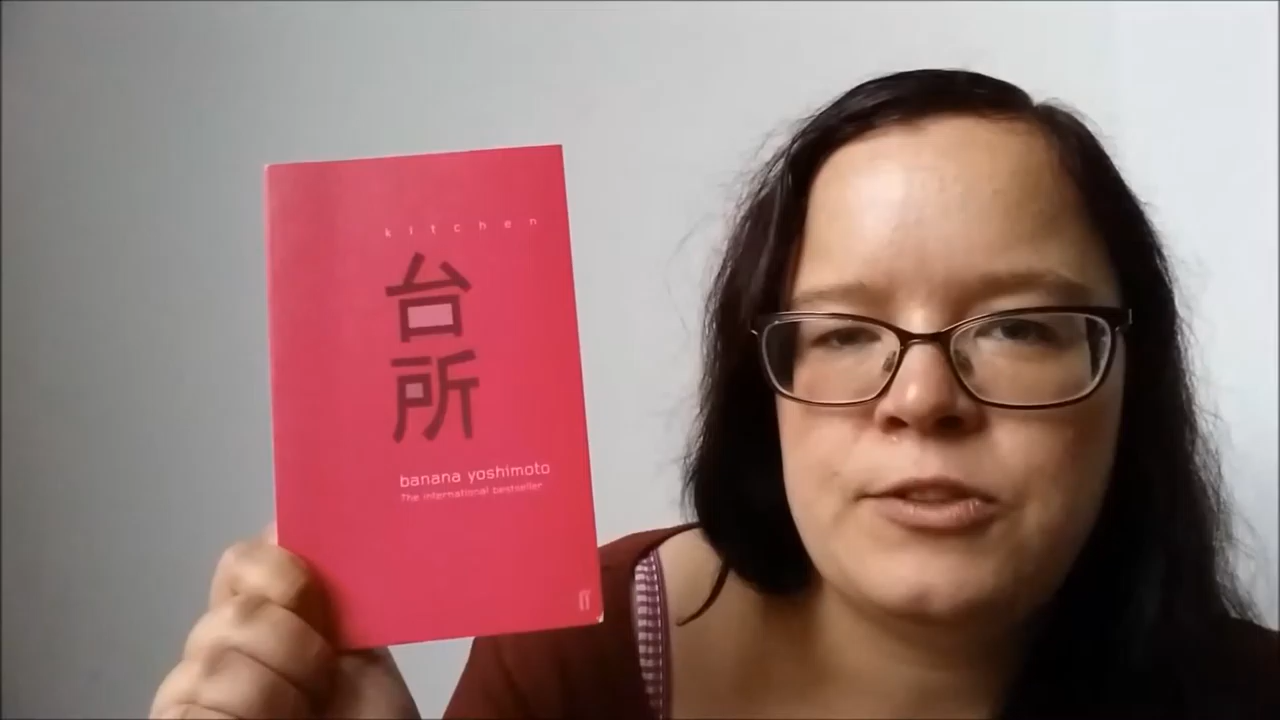 kitchen
台
所
banana yoshimoto
The international bestseller
ff